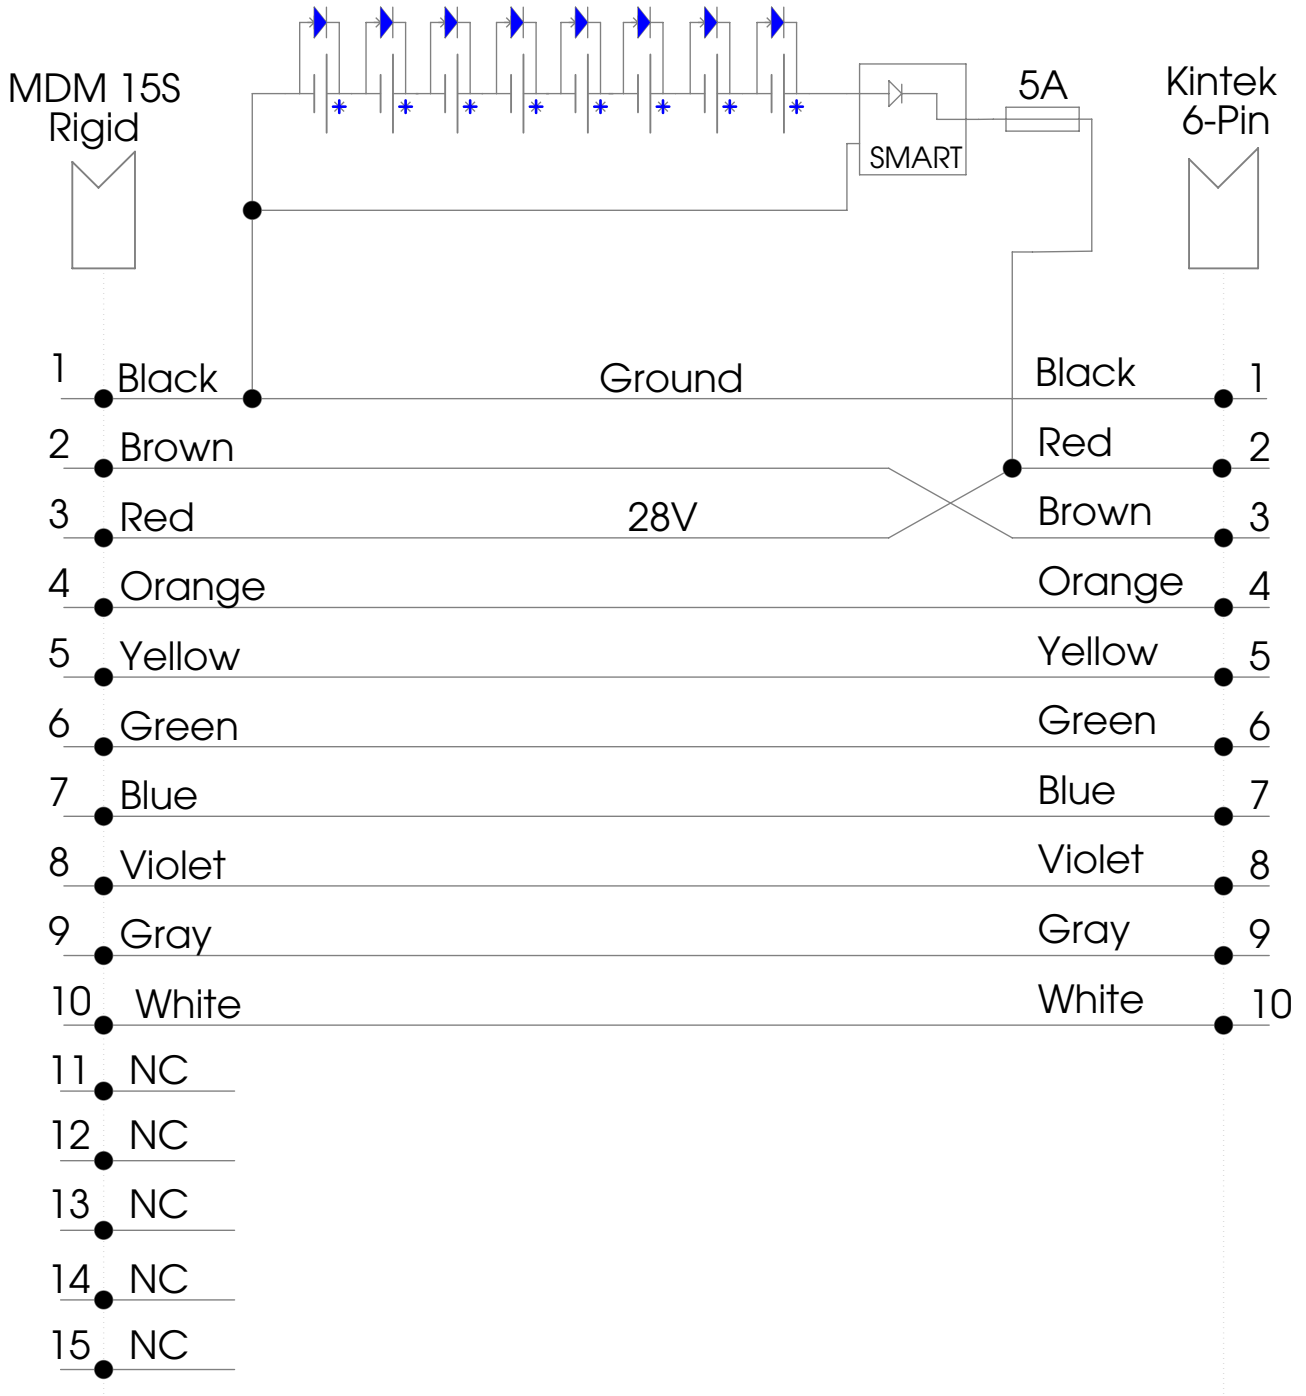 MDM 15S
Rigid
5A
Kintek
6-Pin
SMART
1 Black Ground Black 1
2 Brown Red 2
3 Red 28V Brown 3
4 Orange Orange 4
5 Yellow Yellow 5
6 Green Green 6
7 Blue Blue 7
8 Violet Violet 8
9 Gray Gray 9
10 White White 10
11 NC
12 NC
13 NC
14 NC
15 NC